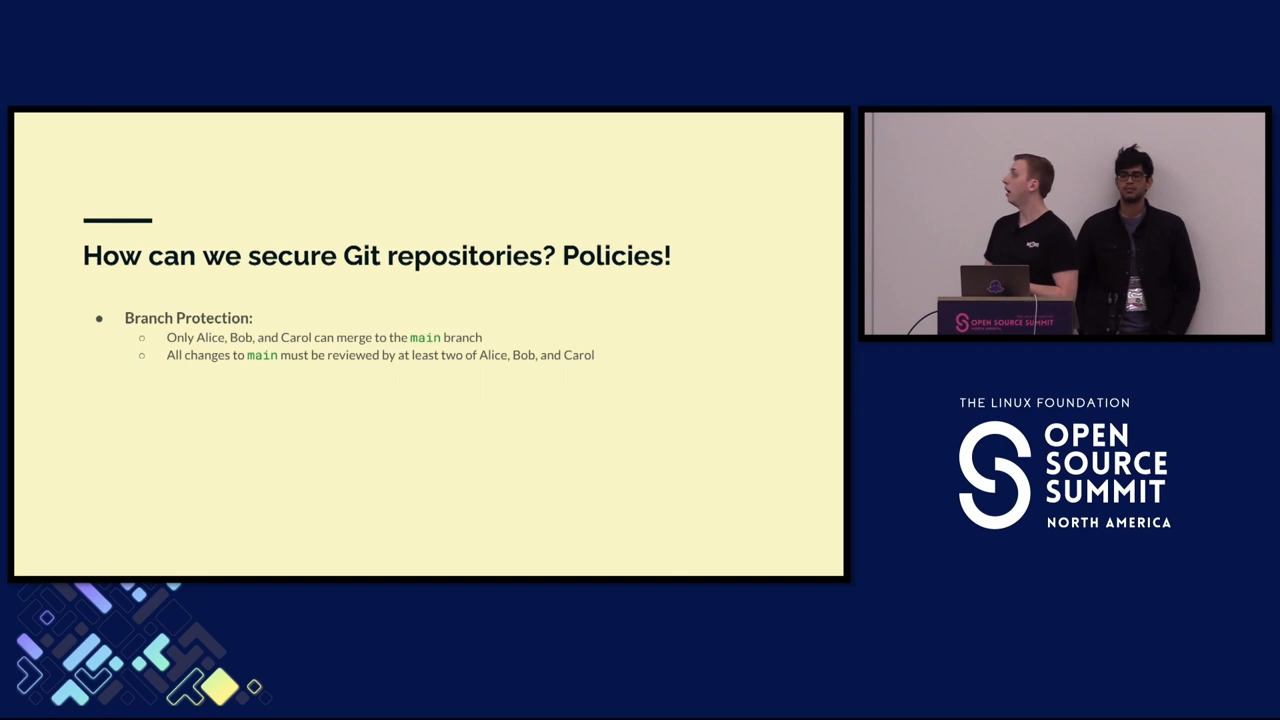 How can we secure Git repositories? Policies!
● Branch Protection:
○ Only Alice, Bob, and Carol can merge to the main branch
○ All changes to main must be reviewed by at least two of Alice, Bob, and Carol
OPEN SOURCE SUMMIT
THE LINUX FOUNDATION
OPEN
SOURCE
SUMMIT
NORTH AMERICA